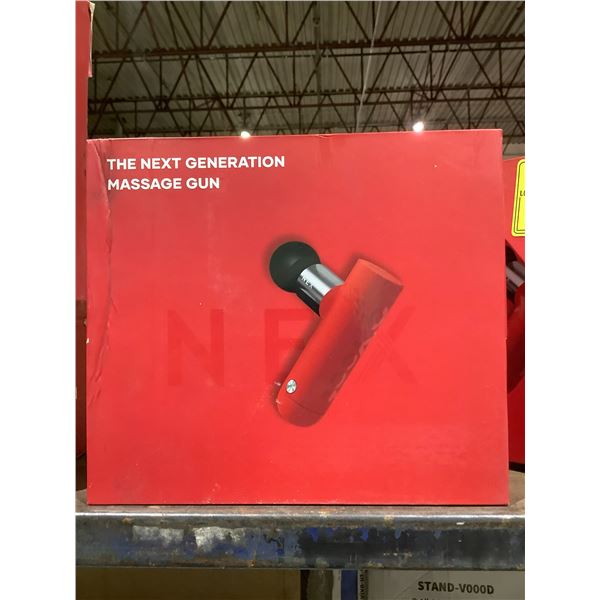 THE NEXT GENERATION
MASSAGE GUN
NEX
STAND-V000D